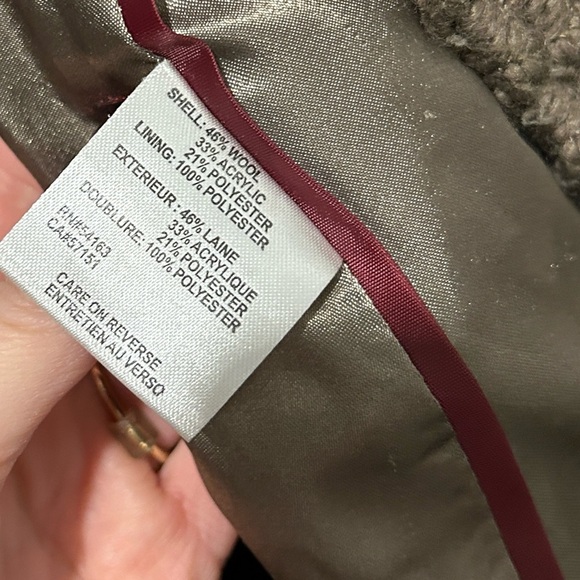 SHELL: 46% WOOL
33% ACRYLIC
21% POLYESTER
LINING: 100% POLYESTER
EXTERIEUR: 46% LAINE
33% ACRYLIQUE
21% POLYESTER
DOUBLURE: 100% POLYESTER
RN#54163
CA#57151
CARE ON REVERSE
ENTRETIEN AU VERSO